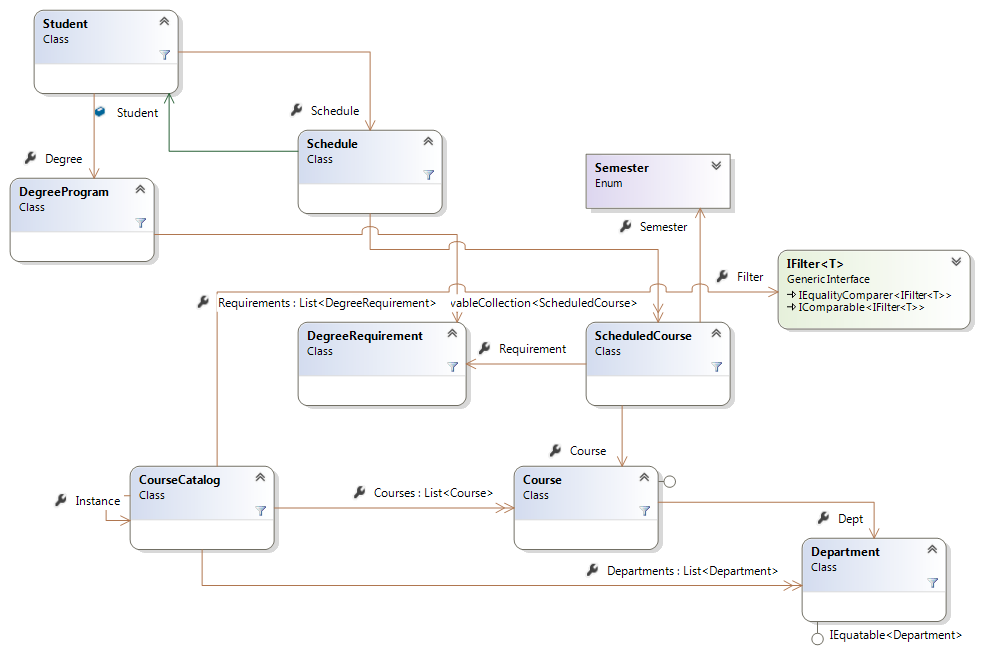 Student
Class
Student
Schedule
Degree
Schedule
Class
DegreeProgram
Class
Semester
Enum
Semester
IFilter<T>
GenericInterface
IEqualityComparer<IFilter<T>>
IComparable<IFilter<T>>
Filter
Requirements : List<DegreeRequirement>
vableCollection<ScheduledCourse>
DegreeRequirement
Class
Requirement
ScheduledCourse
Class
Course
CourseCatalog
Class
Instance
Courses : List<Course>
Course
Class
Dept
Departments : List<Department>
Department
Class
IEquatable<Department>